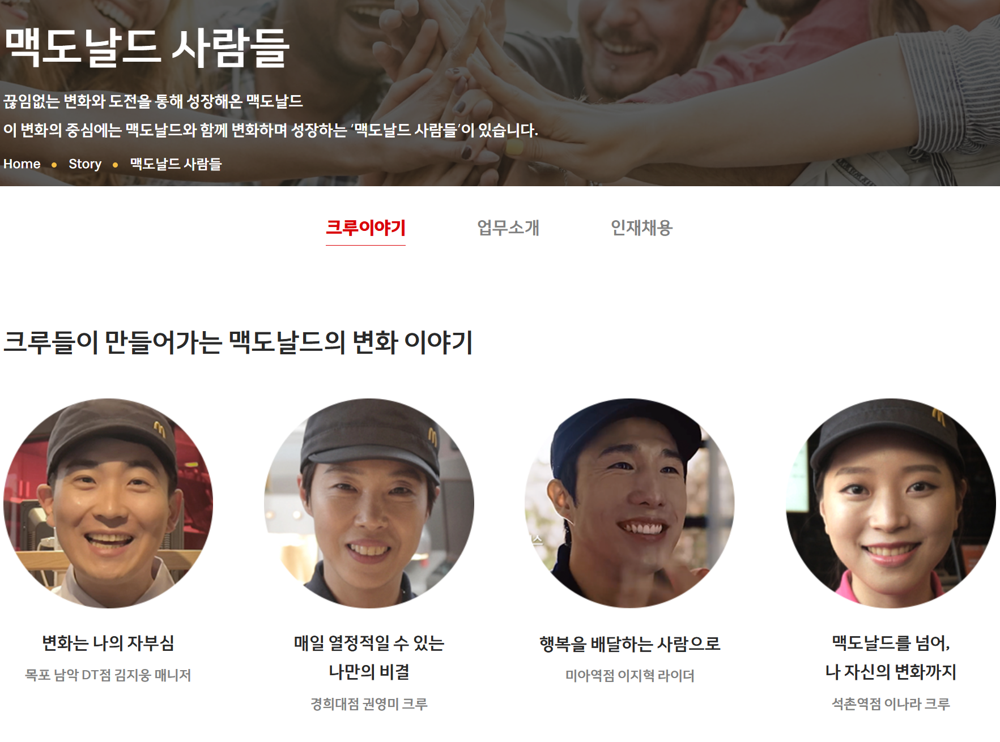 맥도날드 사람들
끊임없는 변화와 도전을 통해 성장해온 맥도날드
이 변화의 중심에는 맥도날드와 함께 변화하며 성장하는 ‘맥도날드 사람들’이 있습니다.
Home • Story • 맥도날드 사람들
크루이야기 업무소개 인재채용
크루들이 만들어가는 맥도날드의 변화 이야기
스
변화는 나의 자부심
목포 남악 DT점 김지웅 매니저
매일 열정적일 수 있는
나만의 비결
경희대점 권영미 크루
행복을 배달하는 사람으로
미아역점 이지혁 라이더
맥도날드를 넘어,
나 자신의 변화까지
석촌역점 이나라 크루